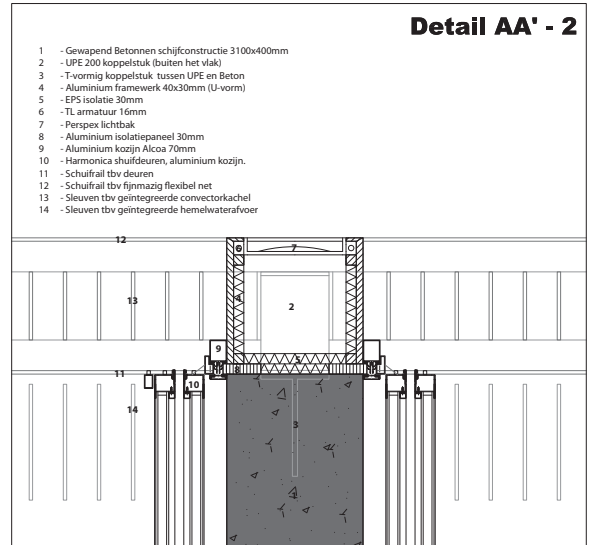 Detail AA' - 2
1 - Gewapend Betonnen schijfconstructie 3100x400mm
2 - UPE 200 koppelstuk (buiten het vlak)
3 - T-vormig koppelstuk tussen UPE en Beton
4 - Aluminium framewerk 40x30mm (U-vorm)
5 - EPS isolatie 30mm
6 - TL armatuur 16mm
7 - Perspex lichtbak
8 - Aluminium isolatiepaneel 30mm
9 - Aluminium kozijn Alcoa 70mm
10 - Harmonica shuifdeuren, aluminium kozijn.
11 - Schuifrail tbv deuren
12 - Schuifrail tbv fijnmazig flexibel net
13 - Sleuven tbv geïntegreerde convectorkachel
14 - Sleuven tbv geïntegreerde hemelwaterafvoer
12
6
7
4
13
2
9
5
8
11
10
14
3
1